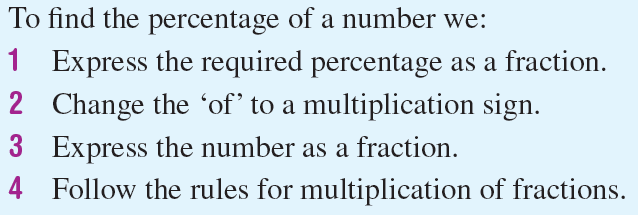 To find the percentage of a number we:
1 Express the required percentage as a fraction.
2 Change the ‘of’ to a multiplication sign.
3 Express the number as a fraction.
4 Follow the rules for multiplication of fractions.